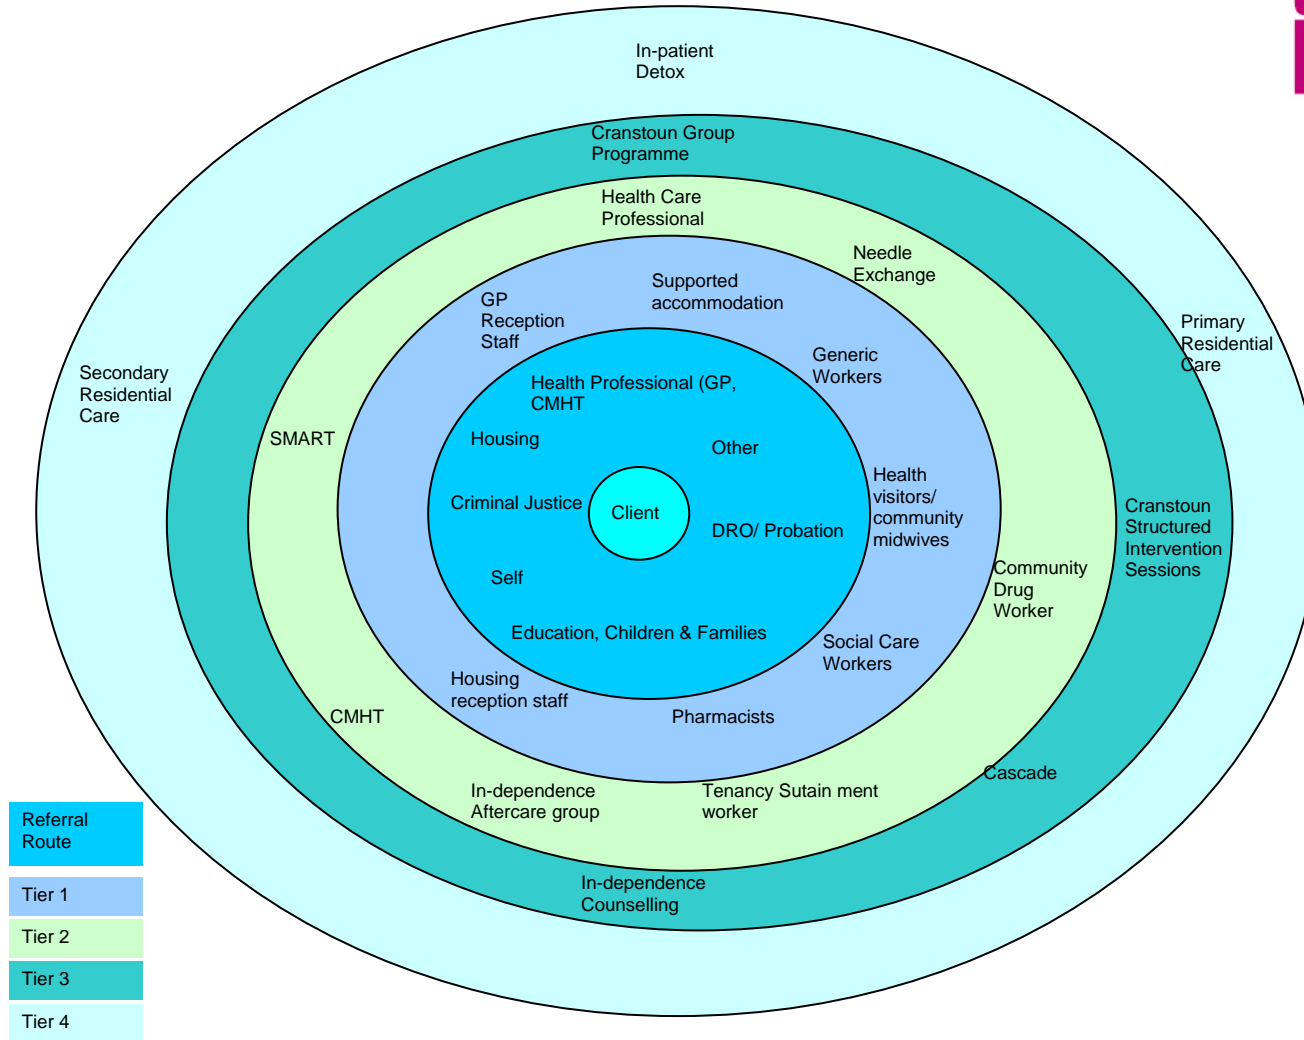 In-patient
Detox
Cranstoun Group
Programme
Health Care
Professional
Needle
Exchange
Supported
accommodation
GP
Reception
Staff
Primary
Residential
Care
Generic
Workers
Secondary
Residential
Care
Health Professional (GP,
CMHT
SMART
Housing
Other
Health
visitors/
community
midwives
Criminal Justice
Client
DRO/ Probation
Cranstoun
Structured
Intervention
Sessions
Community
Drug
Worker
Self
Education, Children & Families
Social Care
Workers
Housing
reception staff
Pharmacists
CMHT
Cascade
In-dependence
Aftercare group
Tenancy Sutain ment
worker
In-dependence
Counselling
Referral
Route
Tier 1
Tier 2
Tier 3
Tier 4